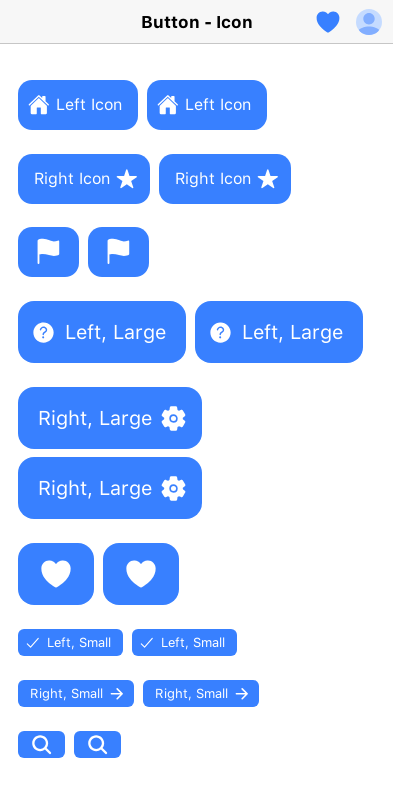 Button - Icon
Left Icon Left Icon
Right Icon Right Icon
Left, Large Left, Large
Right, Large
Right, Large
Left, Small Left, Small
Right, Small Right, Small